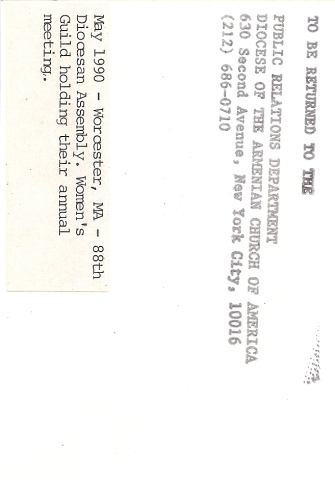 TO BE RETURNED TO THE
PUBLIC RELATIONS DEPARTMENT
DIOCESE OF THE ARMENIAN CHURCH OF AMERICA
630 Second Avenue, New York City, 10016
(212) 686-0710
May 1990 - Worcester, MA - 88th
Diocesan Assembly. Women's
Guild holding their annual
meeting.